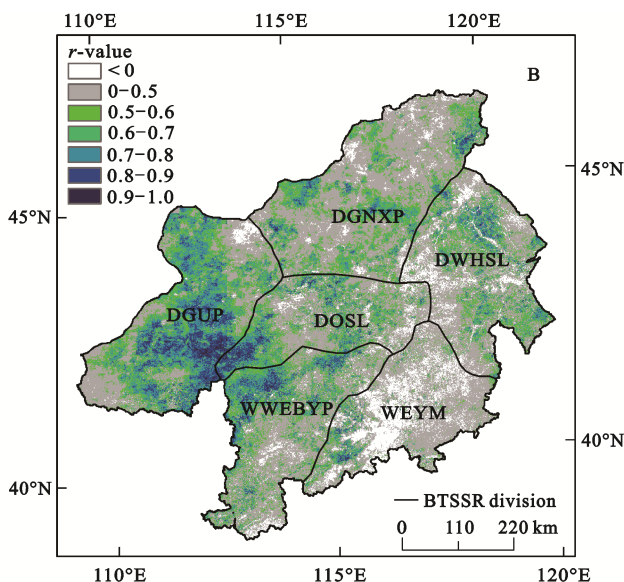 110°E 115°E 120°E
r-value
< 0
0−0.5
0.5−0.6
0.6−0.7
0.7−0.8
0.8−0.9
0.9−1.0
B
45°N
45°N
DGNXP
DWHSL
DGUP
DOSL
WWEBYP
WEYM
40°N
40°N
BTSSR division
0 110 220 km
110°E 115°E 120°E